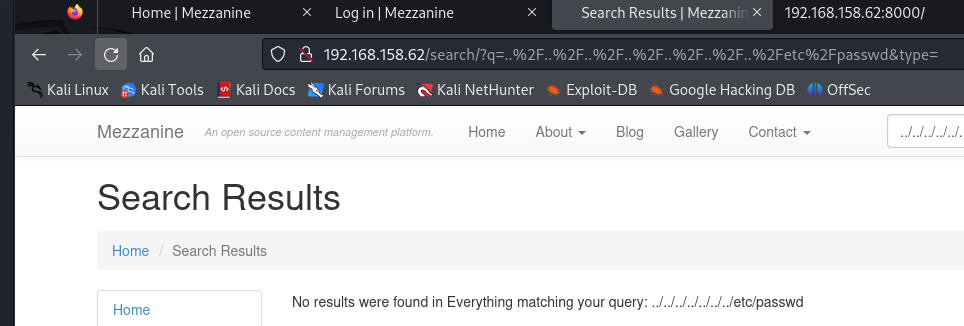 Home | Mezzanine × Log in | Mezzanine × Search Results | Mezzanin × 192.168.158.62:8000/
192.168.158.62/search/?q=..%2F..%2F..%2F..%2F..%2F..%2F..%2Fetc%2Fpasswd&type=
Kali Linux Kali Tools Kali Docs Kali Forums Kali NetHunter Exploit-DB Google Hacking DB OffSec
Mezzanine An open source content management platform. Home About Blog Gallery Contact ../../../../../.
Search Results
Home / Search Results
Home
No results were found in Everything matching your query: ../../../../../../../etc/passwd